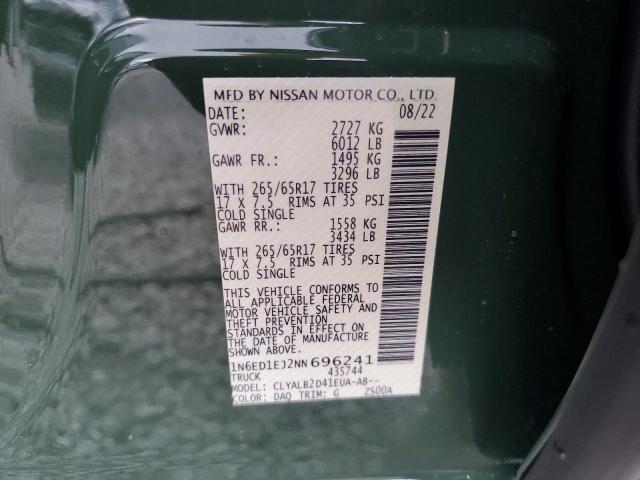 MFD BY NISSAN MOTOR CO., LTD.
DATE: 08/22
GVWR: 2727 KG
6012 LB
GAWR FR.: 1495 KG
3296 LB
WITH 265/65R17 TIRES
17 X 7.5 RIMS AT 35 PSI
COLD SINGLE
GAWR RR.: 1558 KG
3434 LB
WITH 265/65R17 TIRES
17 X 7.5 RIMS AT 35 PSI
COLD SINGLE
THIS VEHICLE CONFORMS TO
ALL APPLICABLE FEDERAL
MOTOR VEHICLE SAFETY AND
THEFT PREVENTION
STANDARDS IN EFFECT ON
THE DATE OF MANUFACTURE
SHOWN ABOVE.
1N6ED1EJ2NN 696241
TRUCK 435744
MODEL: CLYALB2D41EUA-AB--
COLOR: DAQ TRIM: G 2S00A